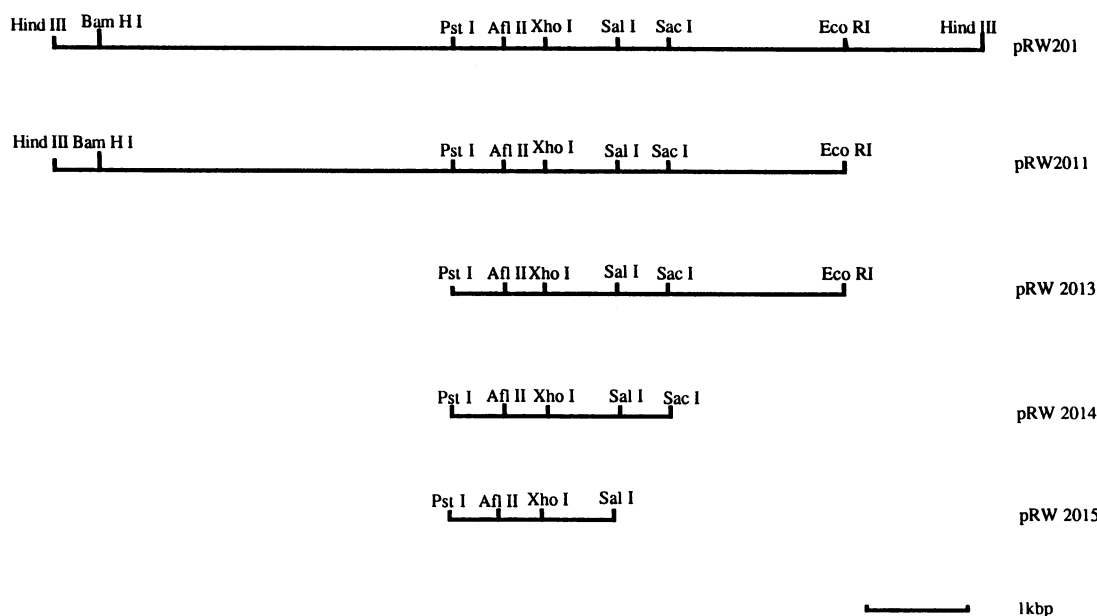 Hind III Bam H I Pst I Afl II Xho I Sal I Sac I Eco RI Hind III pRW201
Hind III Bam H I Pst I Afl II Xho I Sal I Sac I Eco RI pRW2011
Pst I Afl II Xho I Sal I Sac I Eco RI pRW 2013
Pst I Afl II Xho I Sal I Sac I pRW 2014
Pst I Afl II Xho I Sal I pRW 2015
1kbp